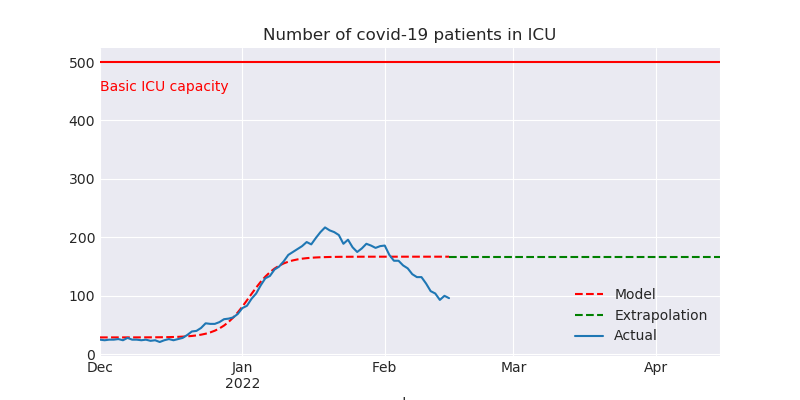 Number of covid-19 patients in ICU
500
Basic ICU capacity
400
300
200
100
0
Model
Extrapolation
Actual
Dec
Jan
2022
Feb
Mar
Apr